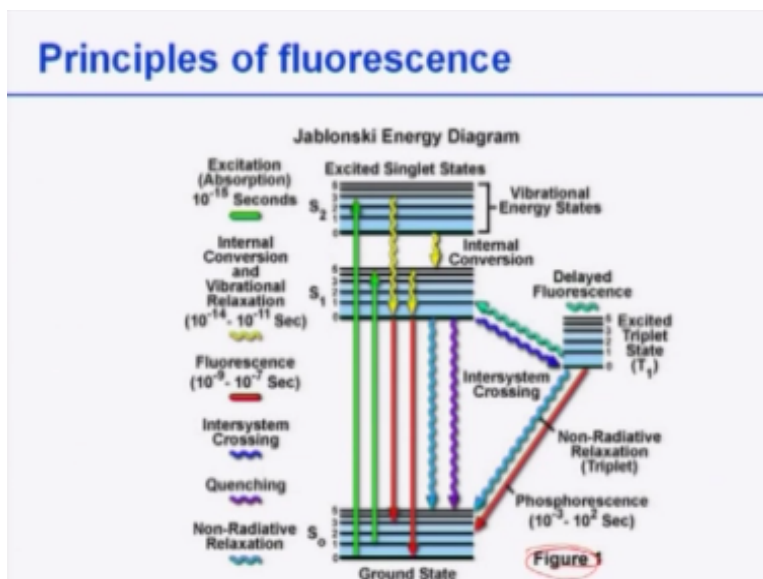 Principles of fluorescence
Jablonski Energy Diagram
Excitation
(Absorption)
10^-15 Seconds
Internal
Conversion
and
Vibrational
Relaxation
(10^-14 - 10^-11 Sec)
Fluorescence
(10^-9 - 10^-7 Sec)
Intersystem
Crossing
Quenching
Non-Radiative
Relaxation
Excited Singlet States
S2
Vibrational
Energy States
Internal
Conversion
S1
Delayed
Fluorescence
Excited
Triplet
State
(T1)
Intersystem
Crossing
Non-Radiative
Relaxation
(Triplet)
Phosphorescence
(10^-3 - 10^2 Sec)
S0
Figure 1
Ground State